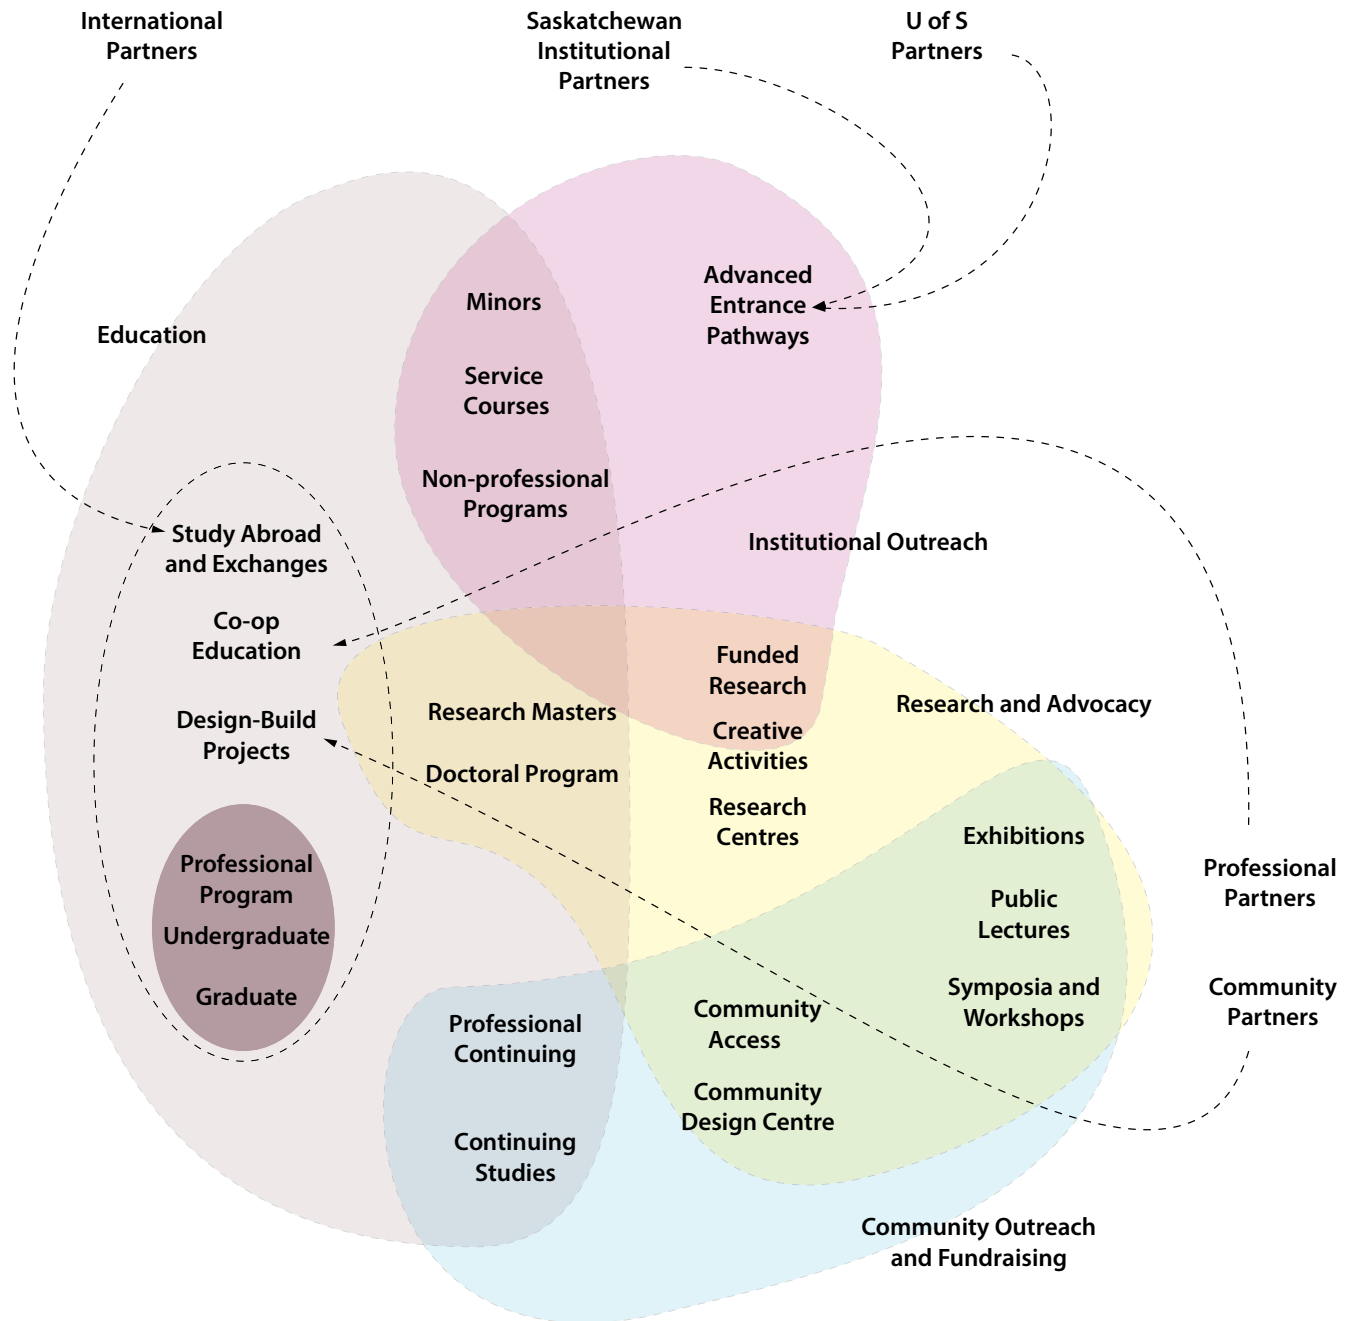 International
Partners
Saskatchewan
Institutional
Partners
U of S
Partners
Advanced
Entrance
Pathways
Minors
Education
Service
Courses
Non-professional
Programs
Study Abroad
and Exchanges
Institutional Outreach
Co-op
Education
Funded
Research
Research and Advocacy
Design-Build
Projects
Research Masters
Creative
Activities
Doctoral Program
Research
Centres
Exhibitions
Professional
Program
Undergraduate
Graduate
Professional
Partners
Public
Lectures
Symposia and
Workshops
Community
Partners
Professional
Continuing
Community
Access
Community
Design Centre
Continuing
Studies
Community Outreach
and Fundraising